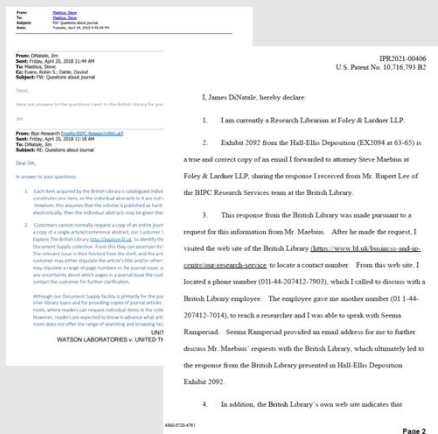 From: Maebius, Steve
To: Maebius, Steve
Subject: FW: Questions about journal
Date: Tuesday, April 24, 2018
From: DiNatale, Jim
Sent: Friday, April 20, 2018 11:44 AM
To: Maebius, Steve
Cc: Evans, Robin S.; Dahle, Oyvind
Subject: FW: Questions about journal
Steve,
Here are answers to the questions I sent to the British Library for you
Jim
From: Bipc-Research
Sent: Friday, April 20, 2018 11:18 AM
To: DiNatale, Jim
Subject: RE: Questions about journal
Dear Jim,
In answer to your questions:
1. Each item acquired by the British Library is catalogued indiv
constitutes one item, so the individual abstracts in it are not
However, this assumes that the volume is published as hard
electronically, then the individual abstracts may be given the
2. Customers cannot normally request a copy of an entire journ
a copy of a single article/conference abstract, our Customer
Explore The British Library http://explore.bl.uk to identify the
Document Supply collection. From this they can ascertain its
The relevant issue is then fetched from the shelf, and the arti
customer may either stipulate the article's title and/or other
may stipulate a range of page numbers in the journal issue, o
any uncertainty about which pages in a journal issue the cust
contact the customer for further clarification.
Although our Document Supply facility is primarily for the pur
inter-library loans and for providing copies of journal articles
room, where readers can request individual items in the colle
However, readers are expected to know in advance what arti
room does not offer the range of searching and browsing fac
UNIT
WATSON LABORATORIES v. UNITED TH
IPR2021-00406
U.S. Patent No. 10,716,793 B2
I, James DiNatale, hereby declare:
1. I am currently a Research Librarian at Foley & Lardner LLP.
2. Exhibit 2092 from the Hall-Ellis Deposition (EX2094 at 63-65) is
a true and correct copy of an email I forwarded to attorney Steve Maebius at
Foley & Lardner LLP, sharing the response I received from Mr. Rupert Lee of
the BIPC Research Services team at the British Library.
3. This response from the British Library was made pursuant to a
request for this information from Mr. Maebius. After he made the request, I
visited the web site of the British Library (https://www.bl.uk/business-and-ip-
centre/our-research-service to locate a contact number. From this web site, I
located a phone number (011-44-207412-7903), which I called to discuss with a
British Library employee. The employee gave me another number (01 1-44-
207412-7014), to reach a researcher and I was able to speak with Seema
Rampersad. Seema Rampersad provided an email address for me to further
discuss Mr. Maebius' requests with the British Library, which ultimately led to
the response from the British Library presented in Hall-Ellis Deposition
Exhibit 2092.
4. In addition, the British Library's own web site indicates that
Page 2